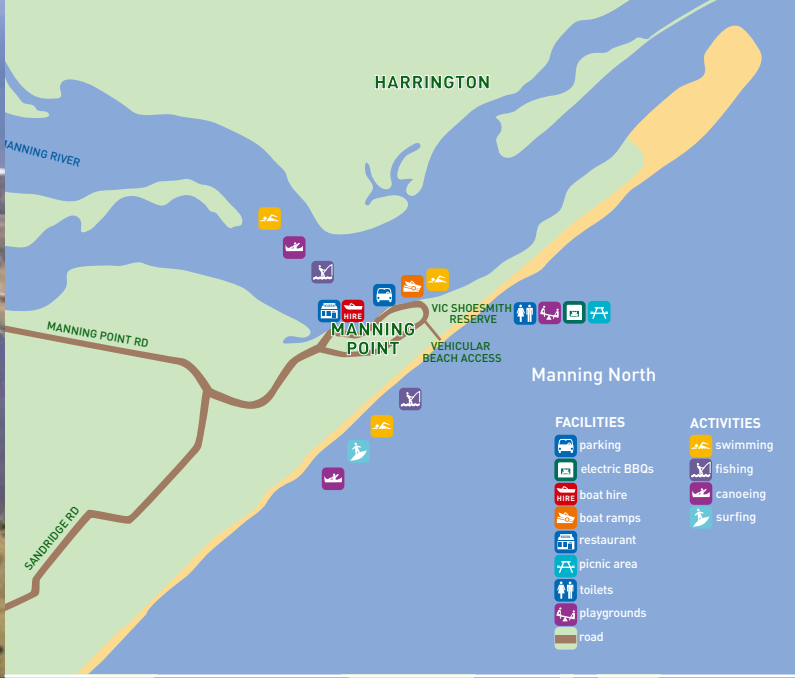 HARRINGTON
MANNING RIVER
HIRE
MANNING
POINT
VIC SHOESMITH
RESERVE
VEHICULAR
BEACH ACCESS
MANNING POINT RD
SANDRIDGE RD
Manning North
FACILITIES
parking
electric BBQs
HIRE
boat hire
boat ramps
restaurant
picnic area
toilets
playgrounds
road
ACTIVITIES
swimming
fishing
canoeing
surfing